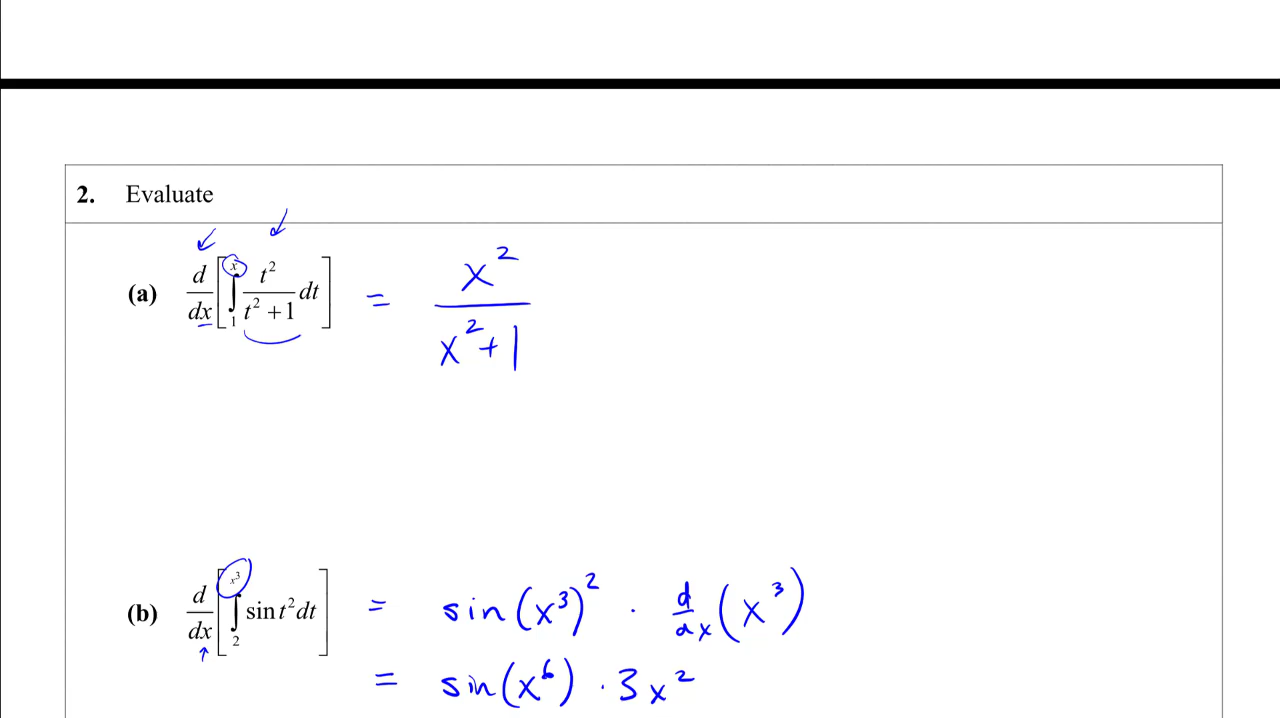 2. Evaluate
(a) d/dx [ ∫₁ˣ t²/(t² + 1) dt ] = x²/(x² + 1)
(b) d/dx [ ∫₂^(x³) sin t² dt ] = sin(x³)² · d/dx (x³)
= sin(x⁶) · 3x²